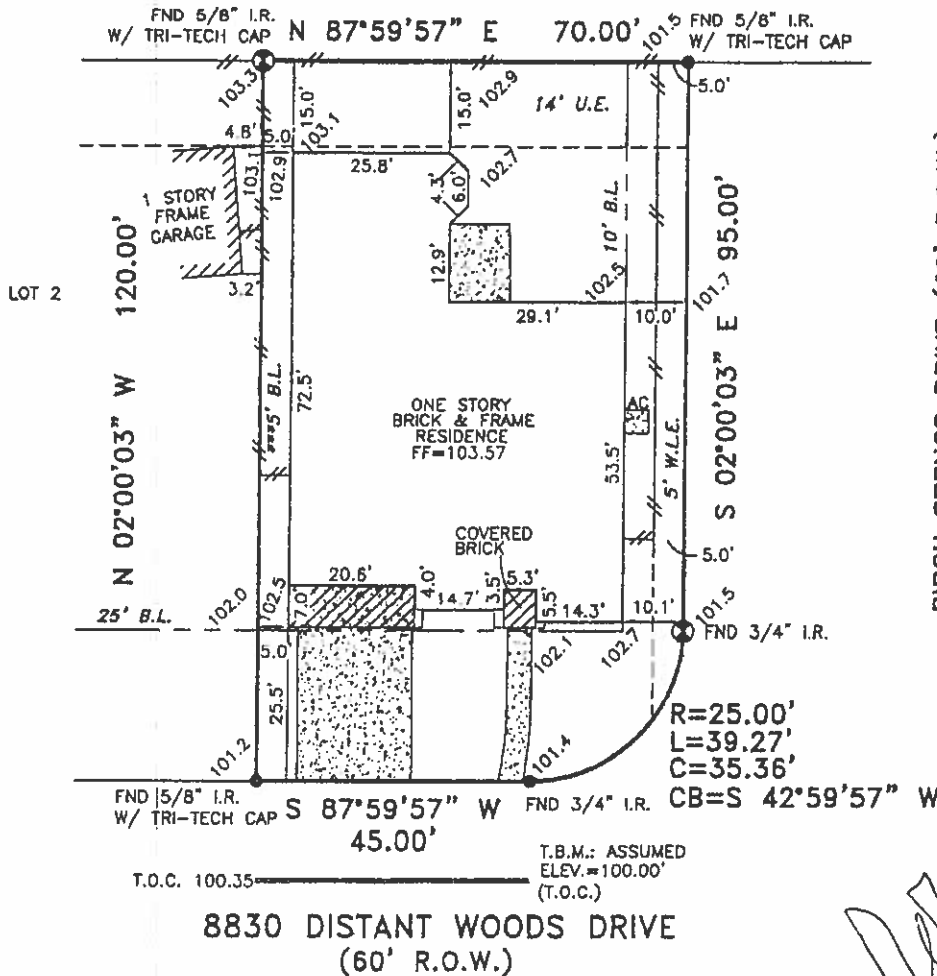 FND 5/8" I.R.
W/ TRI-TECH CAP
N 87°59'57" E 70.00'
101.5
FND 5/8" I.R.
W/ TRI-TECH CAP
103.3
15.0'
15.0'
102.9
14' U.E.
5.0'
4.8'
5.0
103.1
103.1
102.9
25.8'
102.7
4.3'
6.0'
10' B.L.
1 STORY
FRAME
GARAGE
12.9'
102.5
101.7
LOT 2
3.2'
29.1'
10.0'
N 02°00'03" W 120.00'
S 02°00'03" E 95.00'
***5' B.L.
72.5'
ONE STORY
BRICK & FRAME
RESIDENCE
FF=103.57
AC
53.5'
5' W.L.E.
5.0'
COVERED
BRICK
20.6'
4.0'
14.7'
3.5'
5.3'
5.5'
14.3'
10.1'
101.5
25' B.L.
102.0
102.5
1.0'
5.0'
102.1
102.7
FND 3/4" I.R.
25.5'
R=25.00'
L=39.27'
C=35.36'
CB=S 42°59'57" W
101.2
101.4
FND 5/8" I.R.
W/ TRI-TECH CAP
S 87°59'57" W
45.00'
FND 3/4" I.R.
T.O.C. 100.35
T.B.M.: ASSUMED
ELEV.=100.00'
(T.O.C.)
8830 DISTANT WOODS DRIVE
(60' R.O.W.)